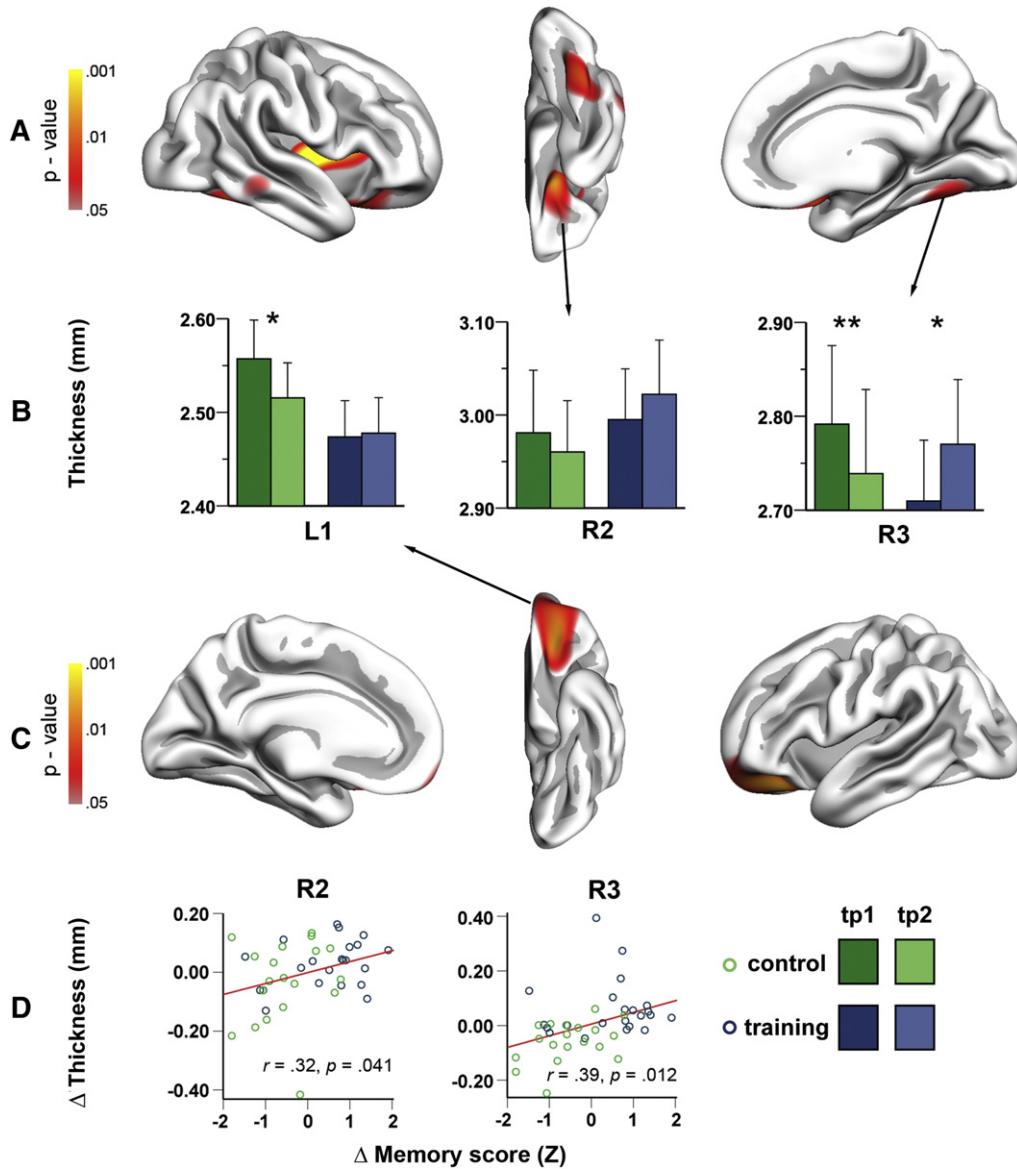 A
p - value
.001
.01
.05
B
Thickness (mm)
2.60
2.50
2.40
*
L1
3.10
3.00
2.90
R2
2.90
2.80
2.70
**
*
R3
C
p - value
.001
.01
.05
D
Δ Thickness (mm)
R2
0.20
0.00
-0.20
-0.40
r = .32, p = .041
-2 -1 0 1 2
R3
0.40
0.20
0.00
-0.20
r = .39, p = .012
-2 -1 0 1 2
Δ Memory score (Z)
tp1 tp2
control
training